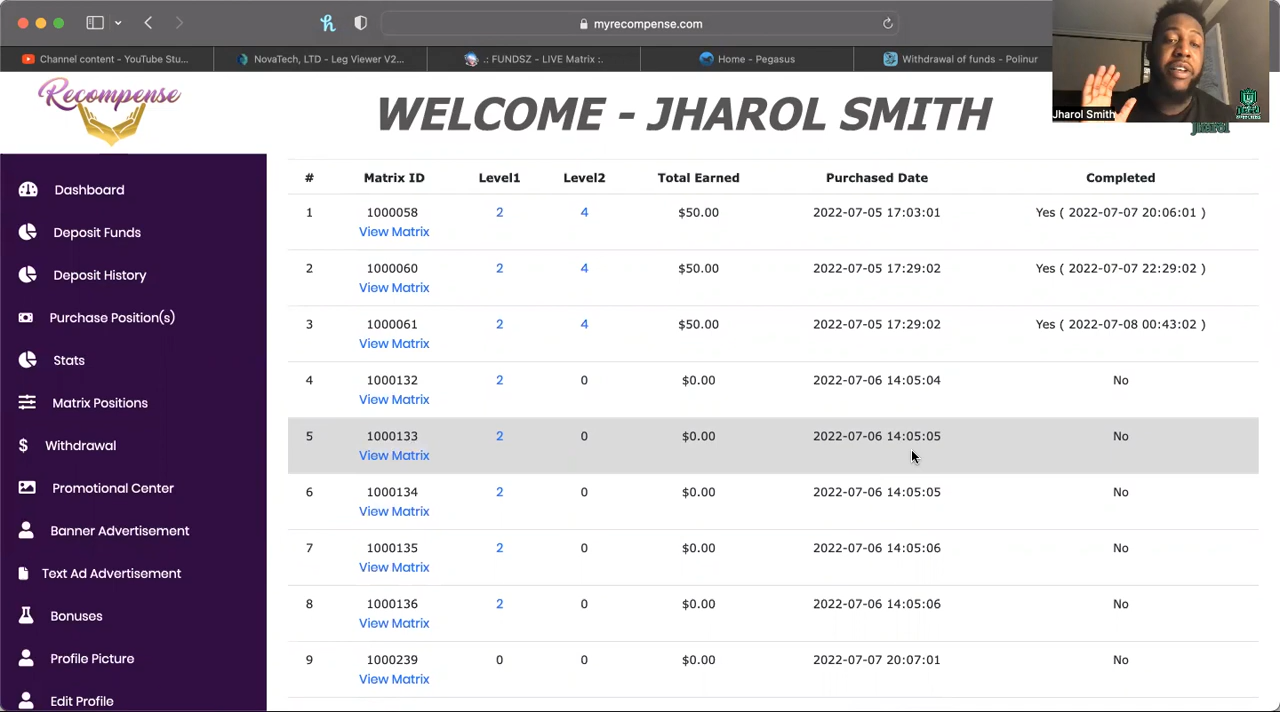 myrecompense.com
Channel content - YouTube Stu...
NovaTech, LTD - Leg Viewer V2...
.: FUNDSZ - LIVE Matrix :.
Home - Pegasus
Withdrawal of funds - Polinur
Jharol Smith
Recompense
WELCOME - JHAROL SMITH
Dashboard
Deposit Funds
Deposit History
Purchase Position(s)
Stats
Matrix Positions
$ Withdrawal
Promotional Center
Banner Advertisement
Text Ad Advertisement
Bonuses
Profile Picture
Edit Profile
# Matrix ID Level1 Level2 Total Earned Purchased Date Completed
1 1000058 2 4 $50.00 2022-07-05 17:03:01 Yes ( 2022-07-07 20:06:01 )
View Matrix
2 1000060 2 4 $50.00 2022-07-05 17:29:02 Yes ( 2022-07-07 22:29:02 )
View Matrix
3 1000061 2 4 $50.00 2022-07-05 17:29:02 Yes ( 2022-07-08 00:43:02 )
View Matrix
4 1000132 2 0 $0.00 2022-07-06 14:05:04 No
View Matrix
5 1000133 2 0 $0.00 2022-07-06 14:05:05 No
View Matrix
6 1000134 2 0 $0.00 2022-07-06 14:05:05 No
View Matrix
7 1000135 2 0 $0.00 2022-07-06 14:05:06 No
View Matrix
8 1000136 2 0 $0.00 2022-07-06 14:05:06 No
View Matrix
9 1000239 0 0 $0.00 2022-07-07 20:07:01 No
View Matrix